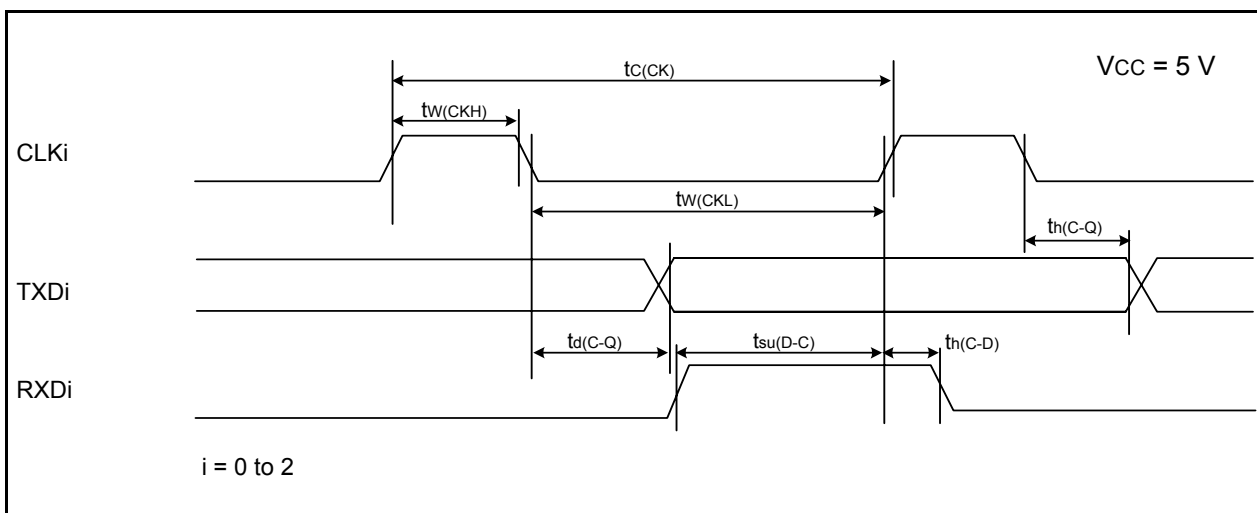 tC(CK)
VCC = 5 V
tW(CKH)
CLKi
tW(CKL)
th(C-Q)
TXDi
td(C-Q)
tsu(D-C)
th(C-D)
RXDi
i = 0 to 2